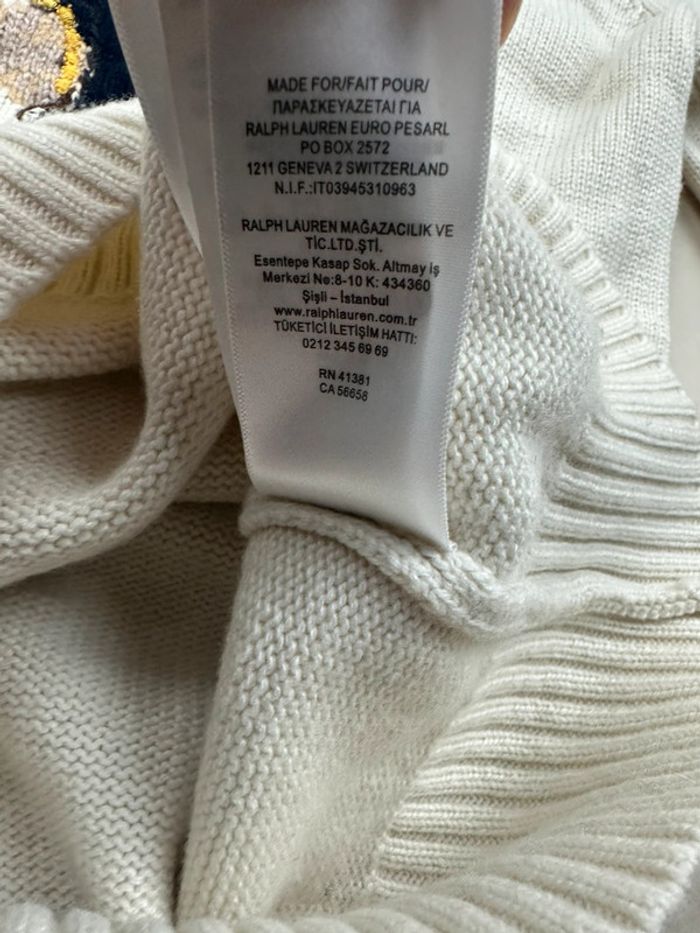 MADE FOR/FAIT POUR/
ΠΑΡΑΣΚΕΥΑΖΕΤΑΙ ΓΙΑ
RALPH LAUREN EURO PESARL
PO BOX 2572
1211 GENEVA 2 SWITZERLAND
N.I.F.:IT03945310963
RALPH LAUREN MAĞAZACILIK VE
TİC.LTD.ŞTİ.
Esentepe Kasap Sok. Altmay iş
Merkezi No:8-10 K: 434360
Şişli – İstanbul
www.ralphlauren.com.tr
TÜKETİCİ İLETİŞİM HATTI:
0212 345 69 69
RN 41381
CA 56658